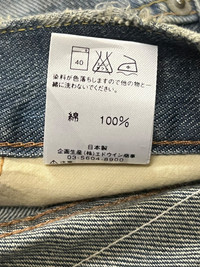 40
染料が色落ちしますので他の物と一
緒に洗わないでください。
綿 100%
日本製
企画生産(株)エドウイン商事
03-5604-8900